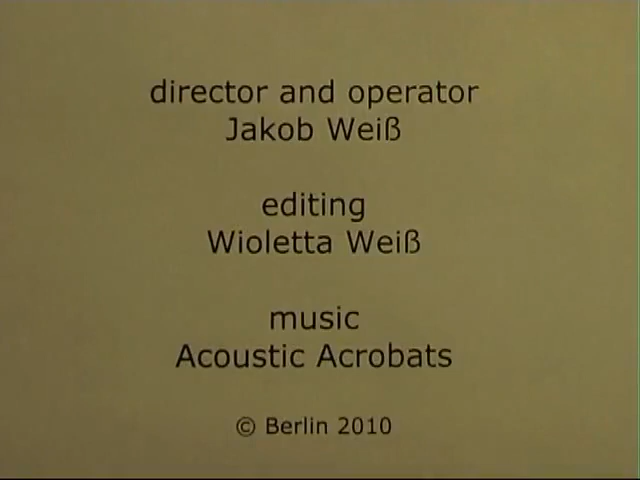 director and operator
Jakob Weiß
editing
Wioletta Weiß
music
Acoustic Acrobats
© Berlin 2010